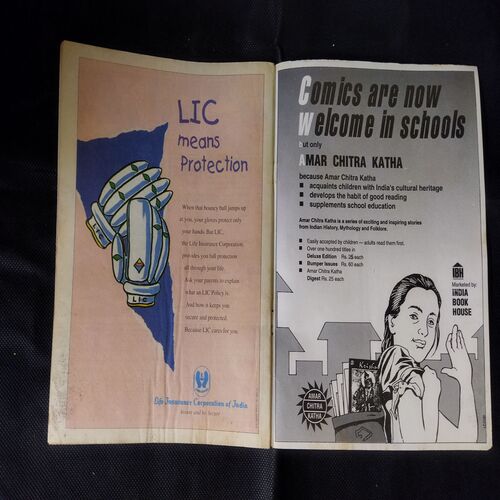 LIC
means
Protection
When that bouncy ball jumps up
at you, your gloves protect only
your hands. But LIC,
the Life Insurance Corporation,
provides you full protection
all through your life.
Ask your parents to explain
what an LIC Policy is.
And how it keeps you
secure and protected.
Because LIC cares for you.
LIC
LIC
Life Insurance Corporation of India
Insure and be Secure
Comics are now
Welcome in schools
But only
AMAR CHITRA KATHA
because Amar Chitra Katha
■ acquaints children with India's cultural heritage
■ develops the habit of good reading
■ supplements school education
Amar Chitra Katha is a series of exciting and inspiring stories
from Indian History, Mythology and Folklore.
■ Easily accepted by children — adults read them first.
■ Over one hundred titles in
Deluxe Edition Rs. 25 each
■ Bumper Issues Rs. 60 each
■ Amar Chitra Katha
Digest Rs. 25 each
IBH
Marketed by:
INDIA
BOOK
HOUSE
AMAR
CHITRA
KATHA